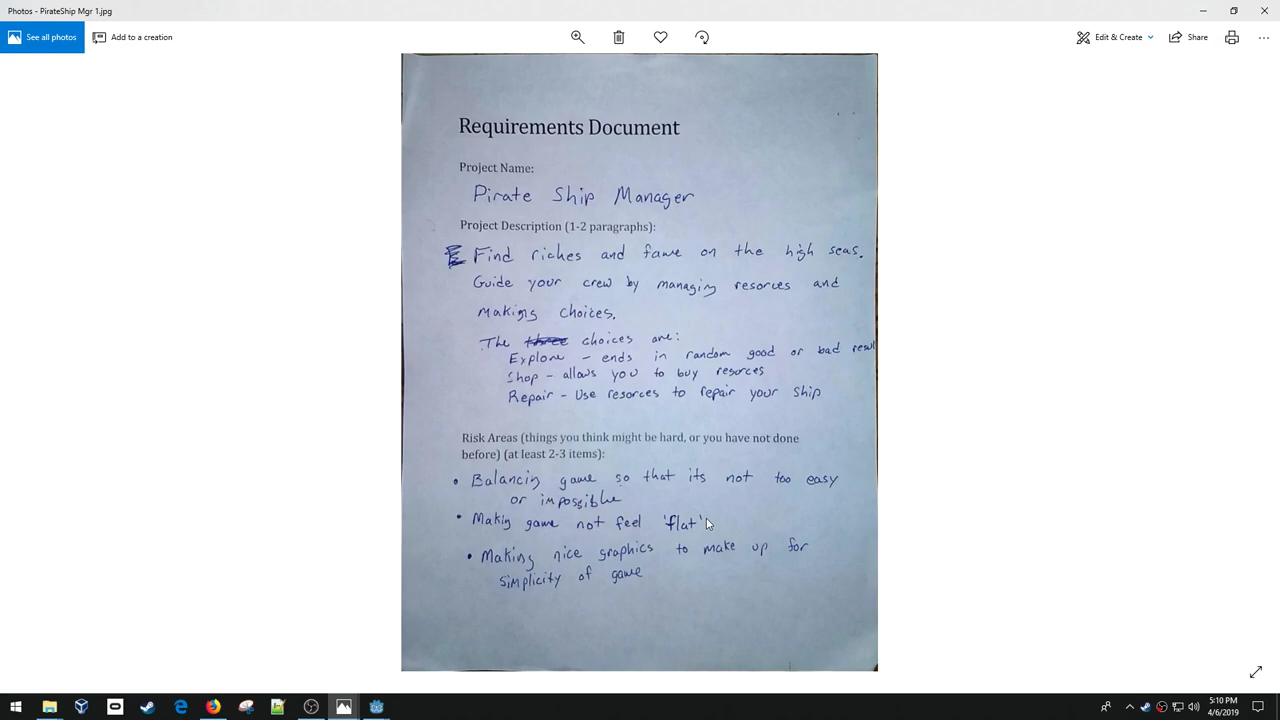 Photos - PirateShip Mgr 1.jpg
See all photos
Add to a creation
Edit & Create
Share
Requirements Document
Project Name:
Pirate Ship Manager
Project Description (1-2 paragraphs):
Find riches and fame on the high seas.
Guide your crew by managing resorces and
making choices.
The three choices are:
Explore - ends in random good or bad resul
Shop - allows you to buy resorces
Repair - Use resorces to repair your ship
Risk Areas (things you think might be hard, or you have not done
before) (at least 2-3 items):
• Balancing game so that its not too easy
or impossible
• Making game not feel 'flat'
• Making nice graphics to make up for
simplicity of game
5:10 PM
4/6/2019